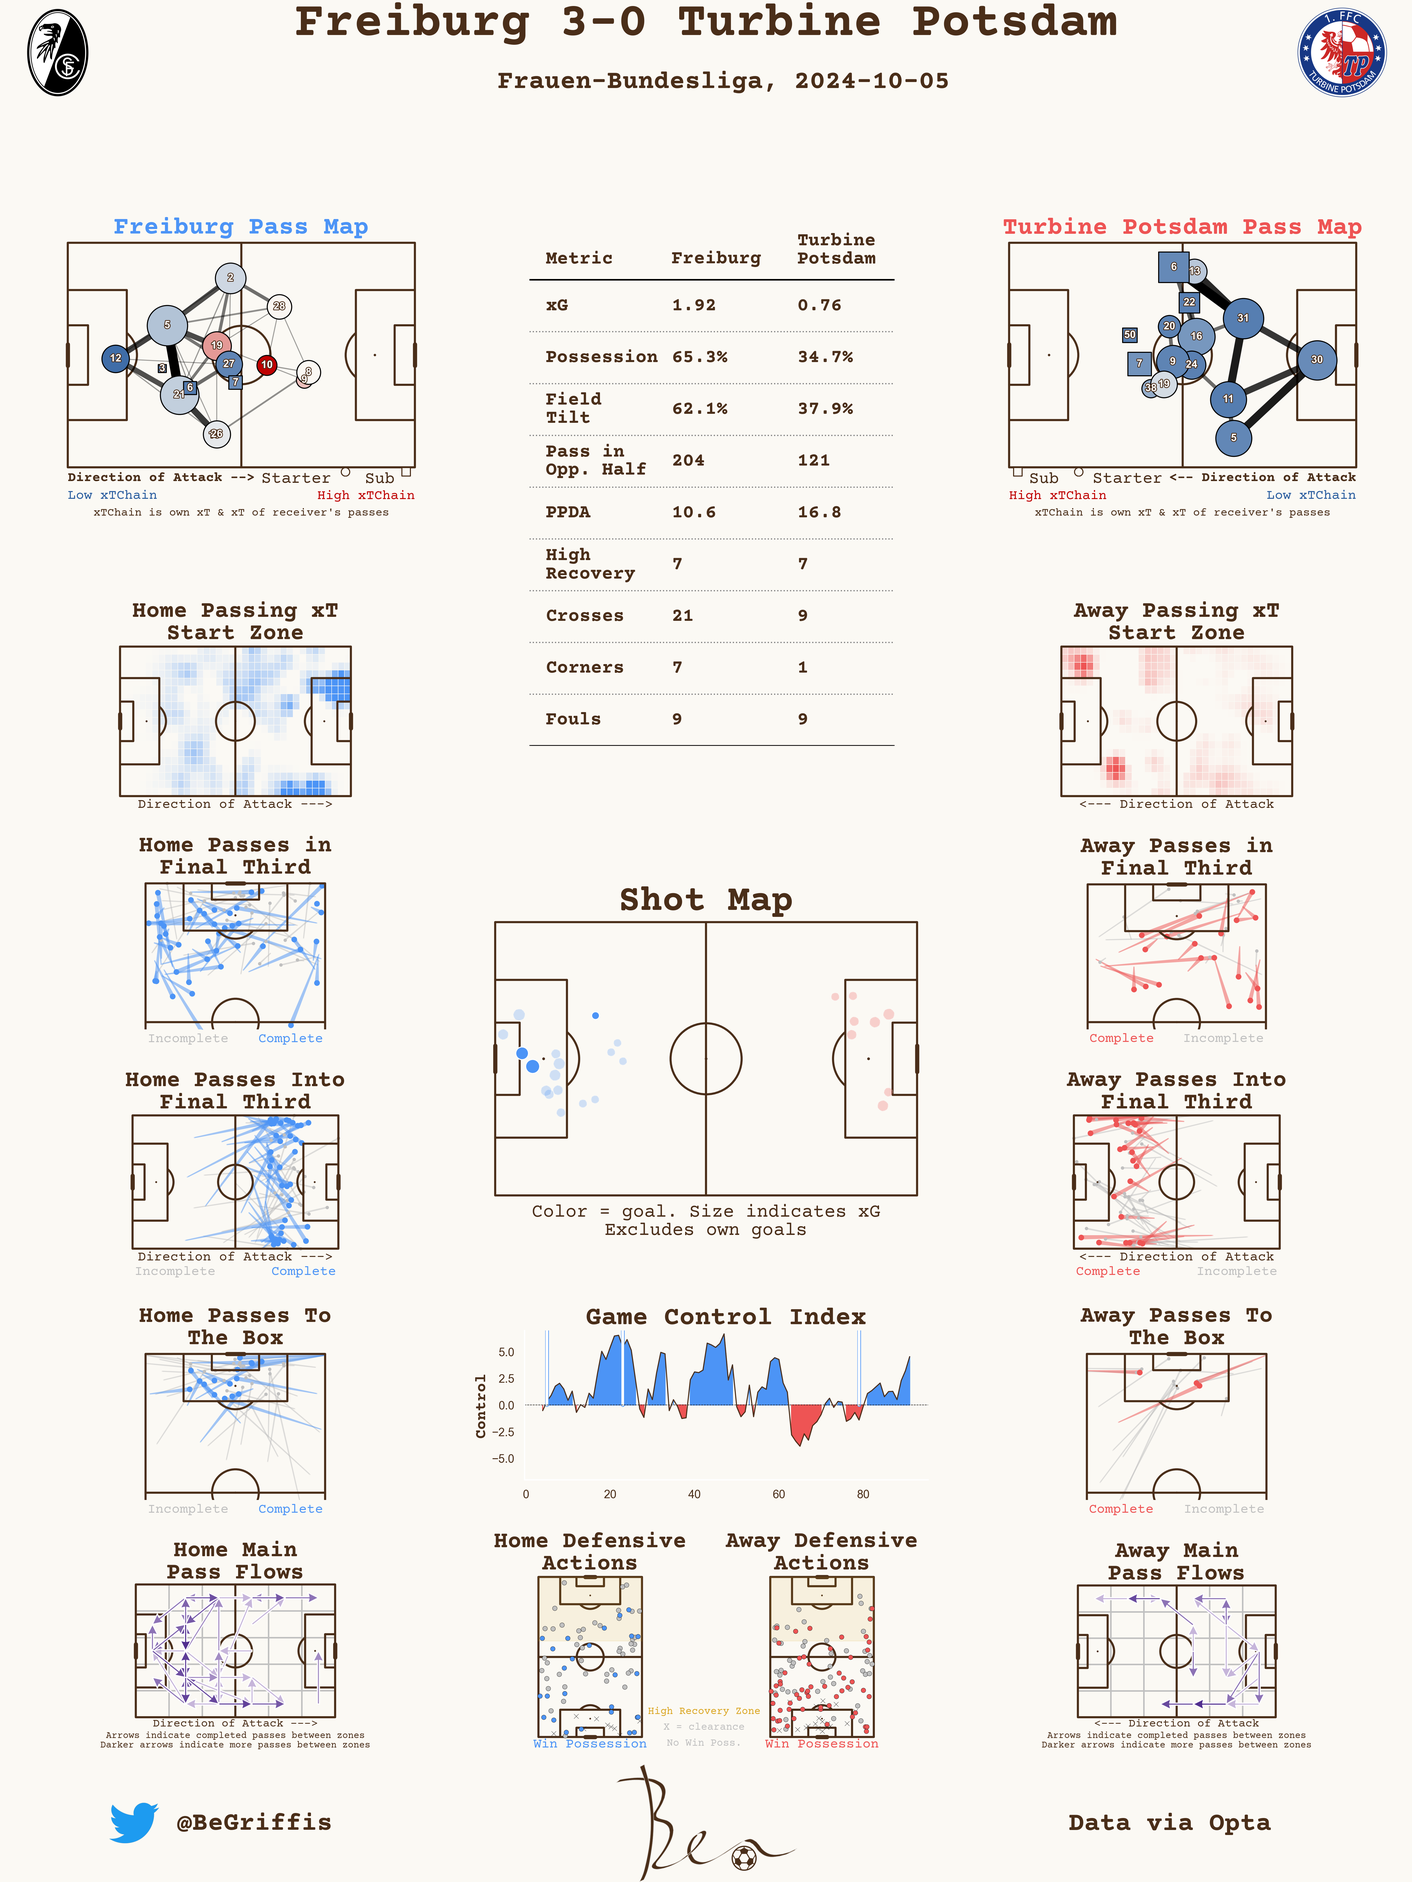 Freiburg 3-0 Turbine Potsdam
Frauen-Bundesliga, 2024-10-05
SC
1. FFC
TP
TURBINE POTSDAM
Freiburg Pass Map
2
28
5
19
12
27
10
3
8
9
7
6
21
26
Direction of Attack --> Starter Sub
Low xTChain High xTChain
xTChain is own xT & xT of receiver's passes
Metric Freiburg Turbine Potsdam
xG 1.92 0.76
Possession 65.3% 34.7%
Field Tilt 62.1% 37.9%
Pass in Opp. Half 204 121
PPDA 10.6 16.8
High Recovery 7 7
Crosses 21 9
Corners 7 1
Fouls 9 9
Turbine Potsdam Pass Map
6
13
22
31
20
50
16
30
7
9
24
38
19
11
5
Sub Starter <-- Direction of Attack
High xTChain Low xTChain
xTChain is own xT & xT of receiver's passes
Home Passing xT
Start Zone
Direction of Attack --->
Away Passing xT
Start Zone
<--- Direction of Attack
Home Passes in
Final Third
Incomplete Complete
Away Passes in
Final Third
Complete Incomplete
Shot Map
Color = goal. Size indicates xG
Excludes own goals
Home Passes Into
Final Third
Direction of Attack --->
Incomplete Complete
Away Passes Into
Final Third
<--- Direction of Attack
Complete Incomplete
Home Passes To
The Box
Incomplete Complete
Game Control Index
Control
5.0
2.5
0.0
−2.5
−5.0
0 20 40 60 80
Away Passes To
The Box
Complete Incomplete
Home Main
Pass Flows
Direction of Attack --->
Arrows indicate completed passes between zones
Darker arrows indicate more passes between zones
Home Defensive
Actions
Win Possession
High Recovery Zone
X = clearance
No Win Poss.
Away Defensive
Actions
Win Possession
Away Main
Pass Flows
<--- Direction of Attack
Arrows indicate completed passes between zones
Darker arrows indicate more passes between zones
@BeGriffis
Ben
Data via Opta